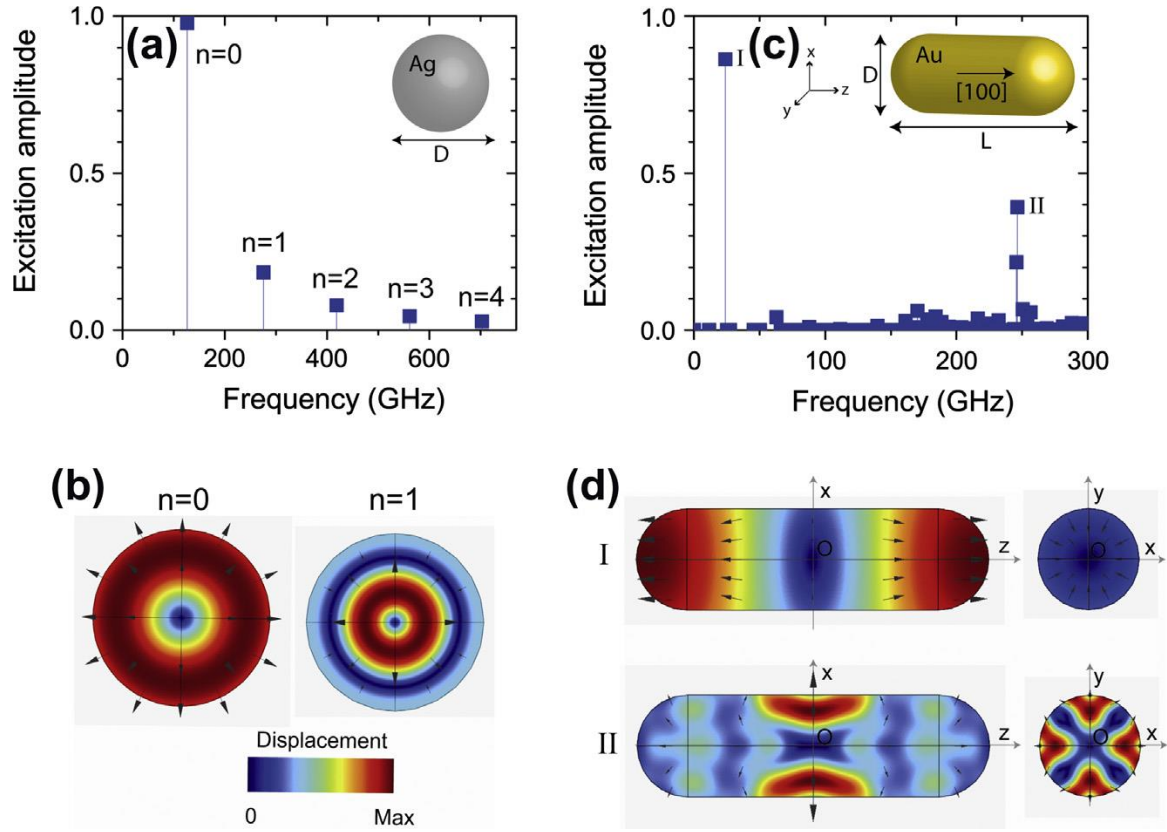 (a)
Excitation amplitude
1.0
0.5
0.0
n=0
n=1
n=2
n=3
n=4
Ag
D
0 200 400 600
Frequency (GHz)
(c)
Excitation amplitude
1.0
0.5
0.0
I
II
x
y
z
D
Au
[100]
L
0 100 200 300
Frequency (GHz)
(b)
n=0 n=1
Displacement
0 Max
(d)
I
x
O
z
y
O
x
II
x
O
z
y
O
x